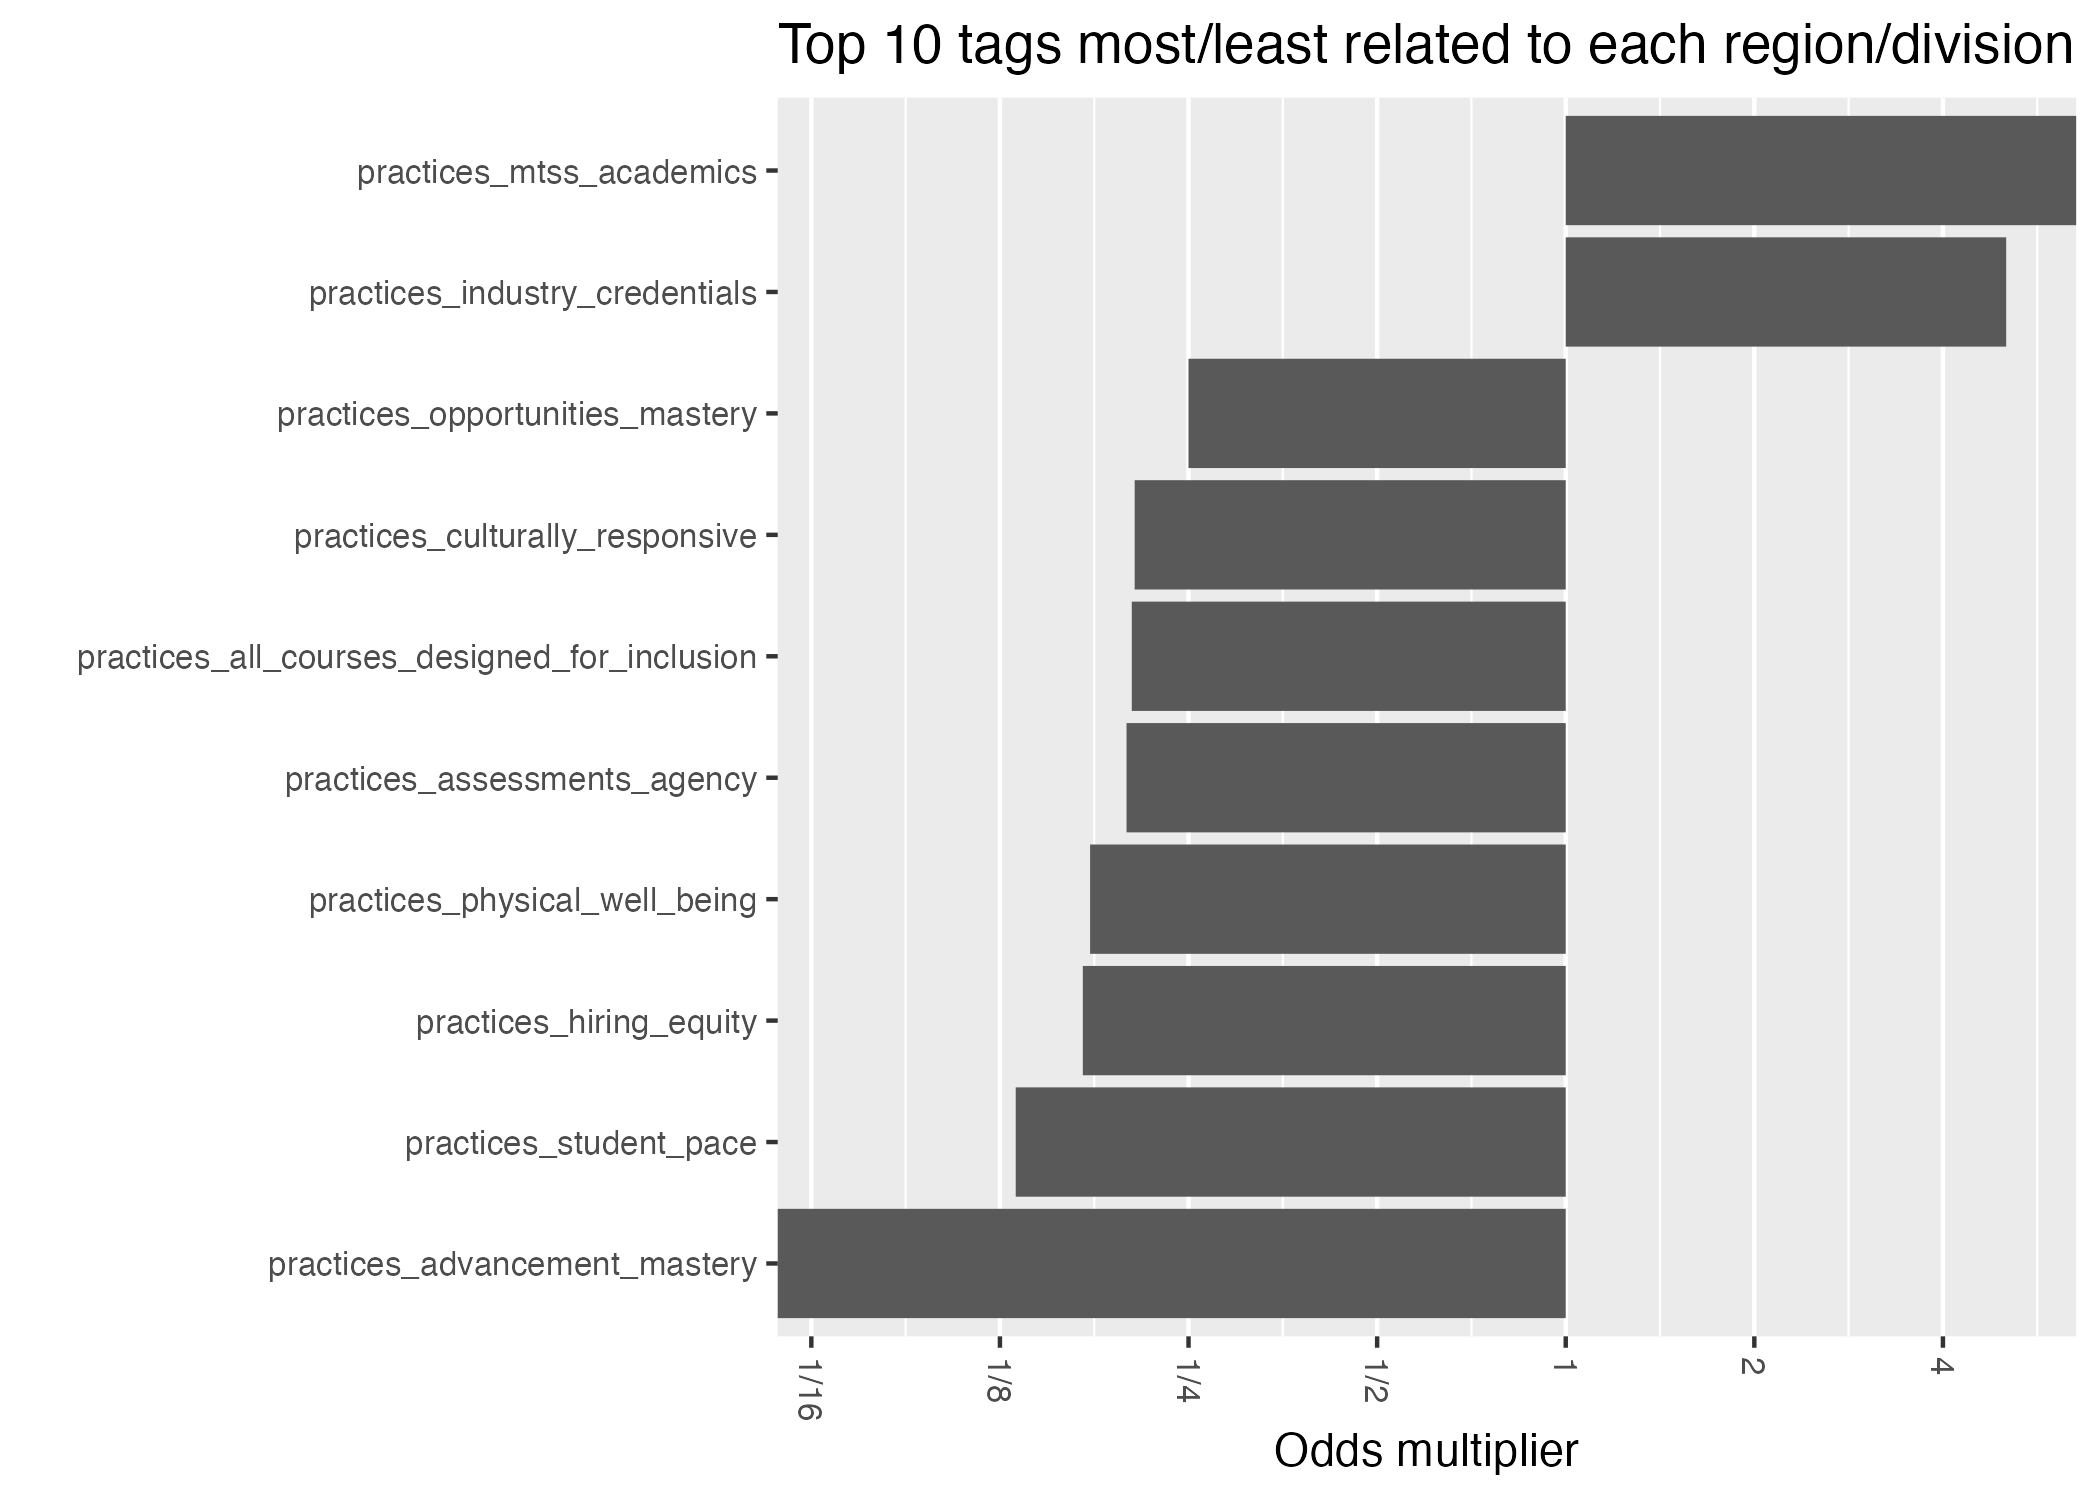 Top 10 tags most/least related to each region/division
practices_mtss_academics
practices_industry_credentials
practices_opportunities_mastery
practices_culturally_responsive
practices_all_courses_designed_for_inclusion
practices_assessments_agency
practices_physical_well_being
practices_hiring_equity
practices_student_pace
practices_advancement_mastery
1/16
1/8
1/4
1/2
1
2
4
Odds multiplier